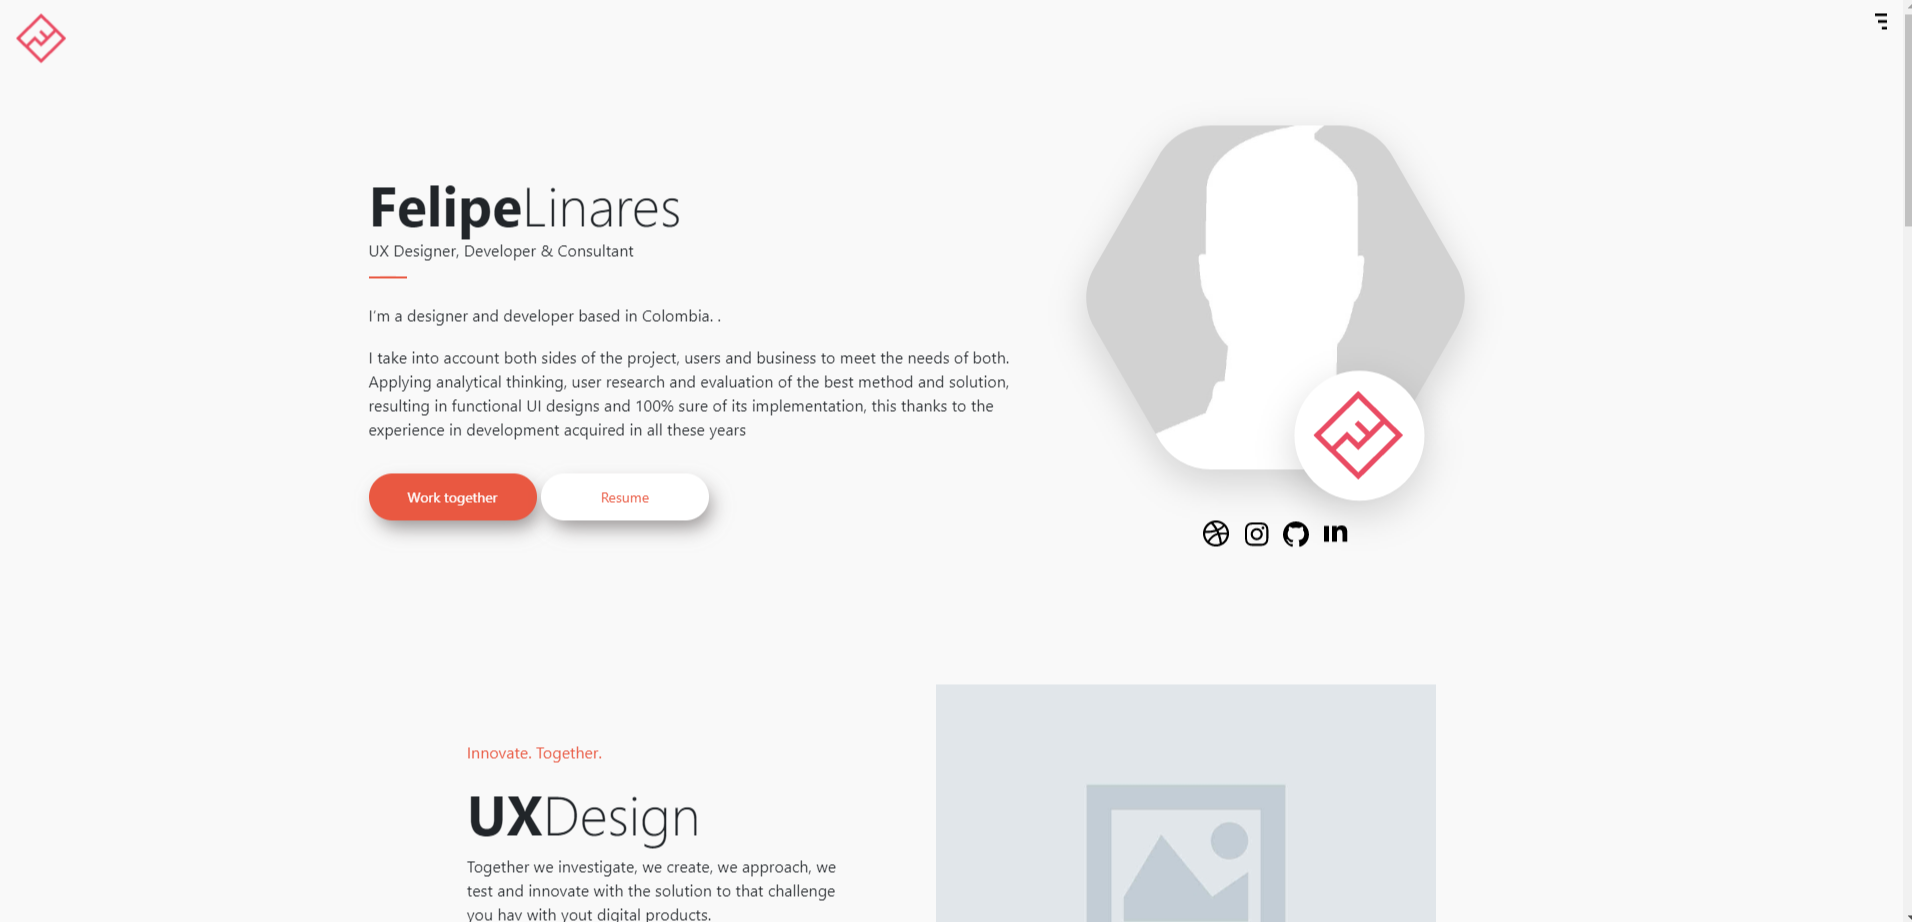 FelipeLinares
UX Designer, Developer & Consultant
I'm a designer and developer based in Colombia. .
I take into account both sides of the project, users and business to meet the needs of both.
Applying analytical thinking, user research and evaluation of the best method and solution,
resulting in functional UI designs and 100% sure of its implementation, this thanks to the
experience in development acquired in all these years
Work together
Resume
in
Innovate. Together.
UXDesign
Together we investigate, we create, we approach, we
test and innovate with the solution to that challenge
you hav with yout digital products.